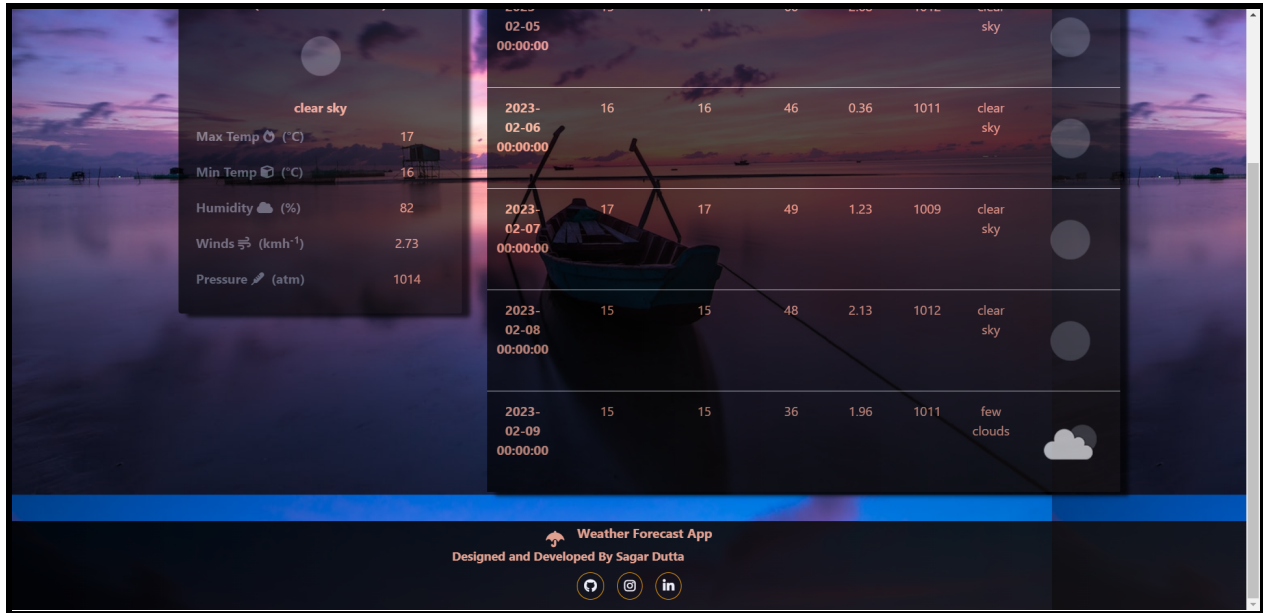 clear sky
Max Temp (°C) 17
Min Temp (°C) 16
Humidity (%) 82
Winds (kmh-1) 2.73
Pressure (atm) 1014
02-05
sky
00:00:00
2023- 16 16 46 0.36 1011 clear
02-06 sky
00:00:00
2023- 17 17 49 1.23 1009 clear
02-07 sky
00:00:00
2023- 15 15 48 2.13 1012 clear
02-08 sky
00:00:00
2023- 15 15 36 1.96 1011 few
02-09 clouds
00:00:00
Weather Forecast App
Designed and Developed By Sagar Dutta
in